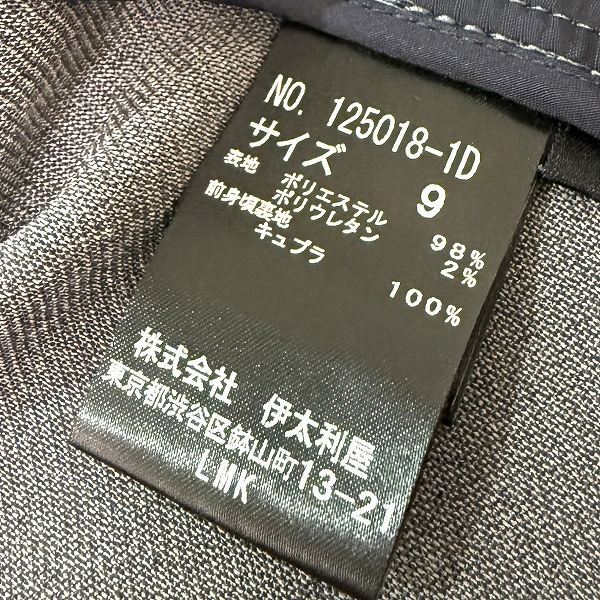 NO. 125018-1D
サイズ 9
表地 ポリエステル 98%
ポリウレタン 2%
前身頃裏地
キュプラ 100%
株式会社 伊太利屋
東京都渋谷区鉢山町13-21
LMK